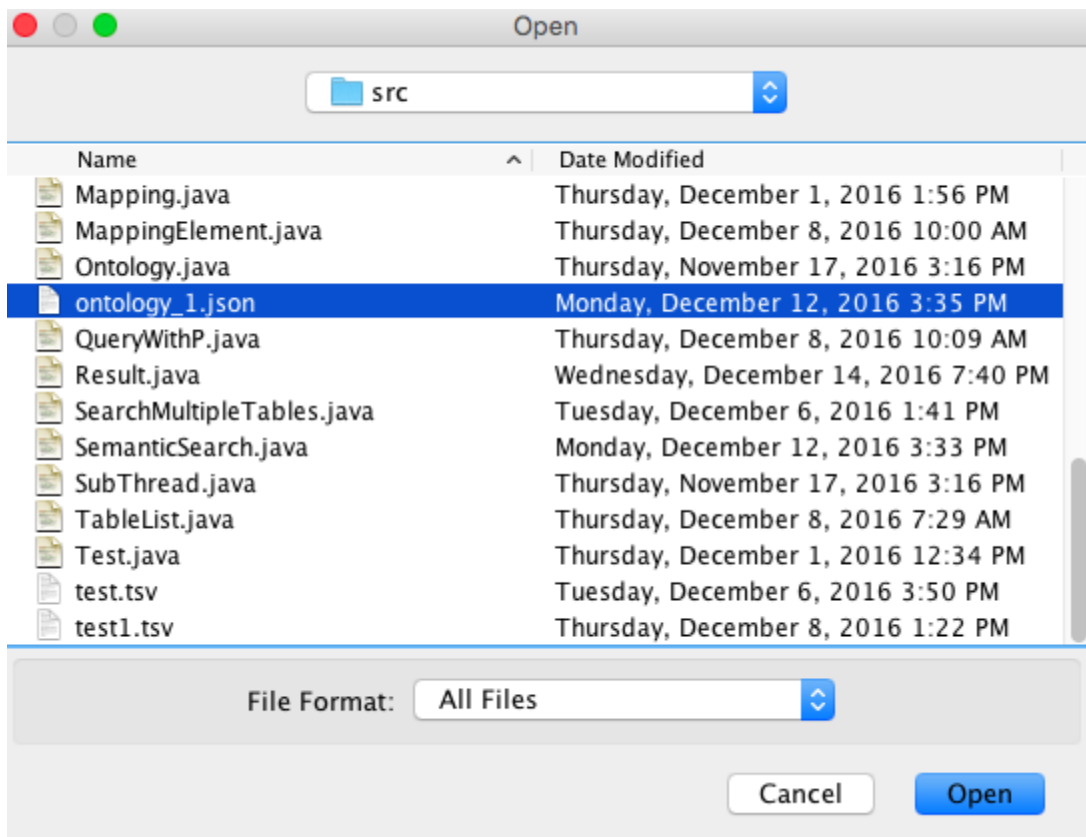 Open
src
Name Date Modified
Mapping.java Thursday, December 1, 2016 1:56 PM
MappingElement.java Thursday, December 8, 2016 10:00 AM
Ontology.java Thursday, November 17, 2016 3:16 PM
ontology_1.json Monday, December 12, 2016 3:35 PM
QueryWithP.java Thursday, December 8, 2016 10:09 AM
Result.java Wednesday, December 14, 2016 7:40 PM
SearchMultipleTables.java Tuesday, December 6, 2016 1:41 PM
SemanticSearch.java Monday, December 12, 2016 3:33 PM
SubThread.java Thursday, November 17, 2016 3:16 PM
TableList.java Thursday, December 8, 2016 7:29 AM
Test.java Thursday, December 1, 2016 12:34 PM
test.tsv Tuesday, December 6, 2016 3:50 PM
test1.tsv Thursday, December 8, 2016 1:22 PM
File Format: All Files
Cancel Open